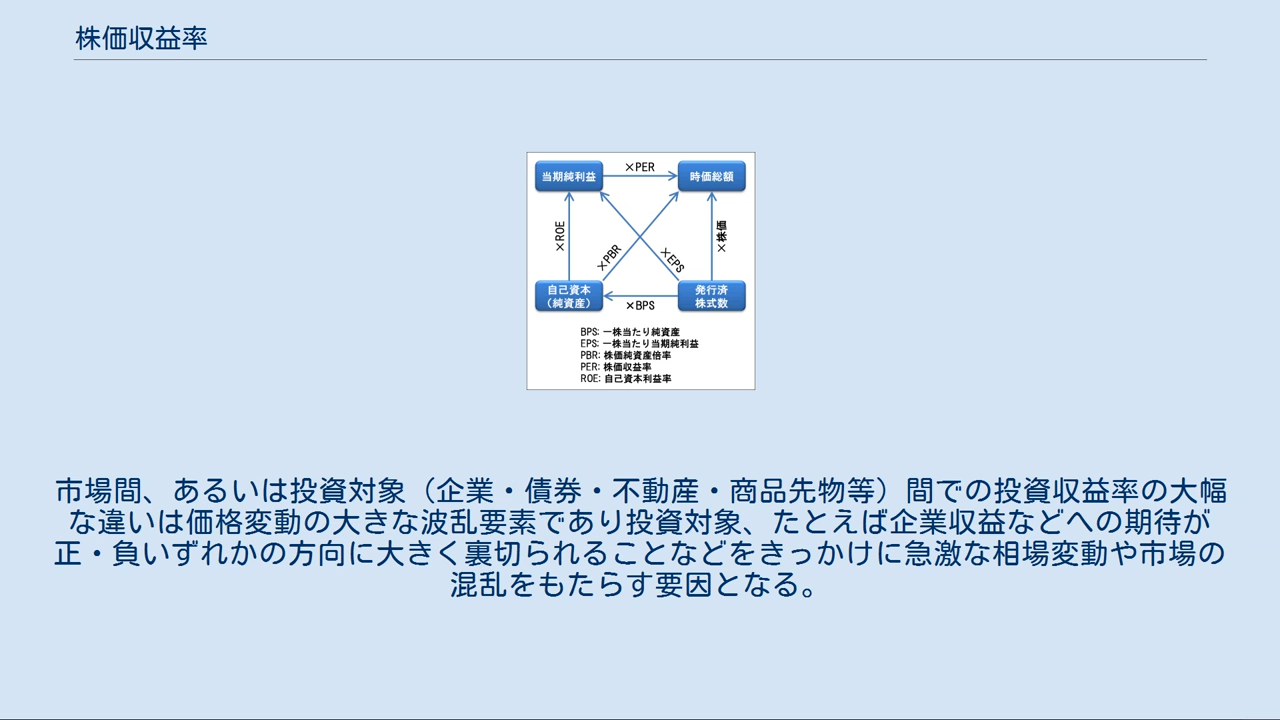 株価収益率
当期純利益
×PER
時価総額
×ROE
×PBR
×EPS
×株価
自己資本
（純資産）
×BPS
発行済
株式数
BPS: 一株当たり純資産
EPS: 一株当たり当期純利益
PBR: 株価純資産倍率
PER: 株価収益率
ROE: 自己資本利益率
市場間、あるいは投資対象（企業・債券・不動産・商品先物等）間での投資収益率の大幅
な違いは価格変動の大きな波乱要素であり投資対象、たとえば企業収益などへの期待が
正・負いずれかの方向に大きく裏切られることなどをきっかけに急激な相場変動や市場の
混乱をもたらす要因となる。